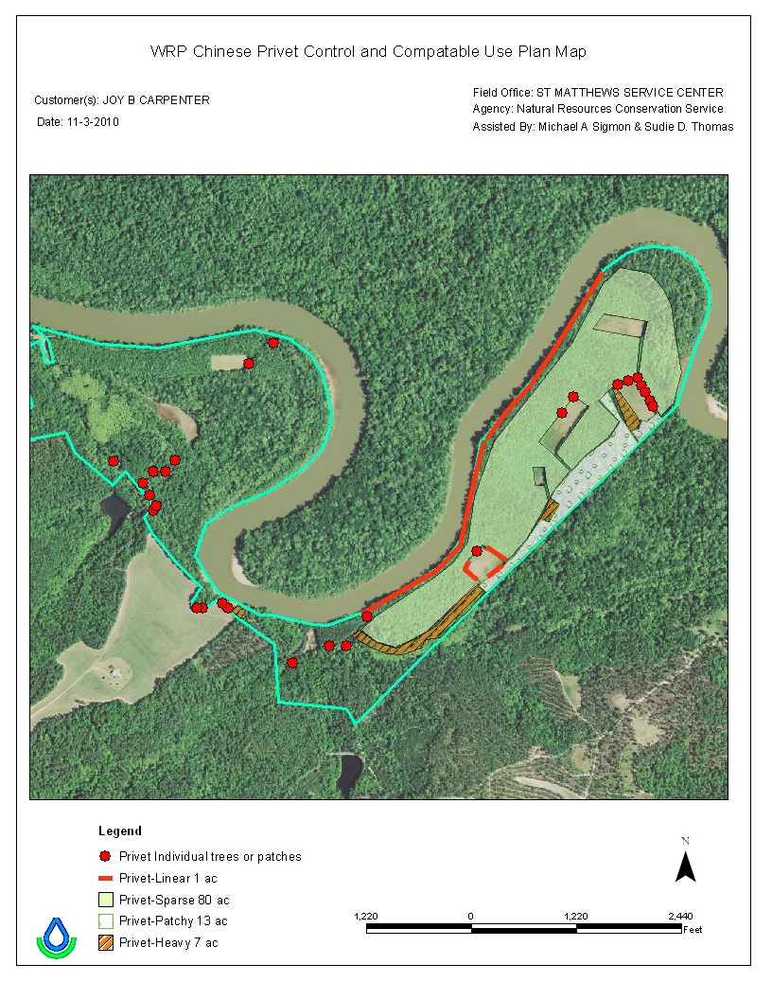 WRP Chinese Privet Control and Compatable Use Plan Map
Customer(s): JOY B CARPENTER
Date: 11-3-2010
Field Office: ST MATTHEWS SERVICE CENTER
Agency: Natural Resources Conservation Service
Assisted By: Michael A Sigmon & Sudie D. Thomas
Legend
Privet Individual trees or patches
Privet-Linear 1 ac
Privet-Sparse 80 ac
Privet-Patchy 13 ac
Privet-Heavy 7 ac
N
1,220 0 1,220 2,440
Feet